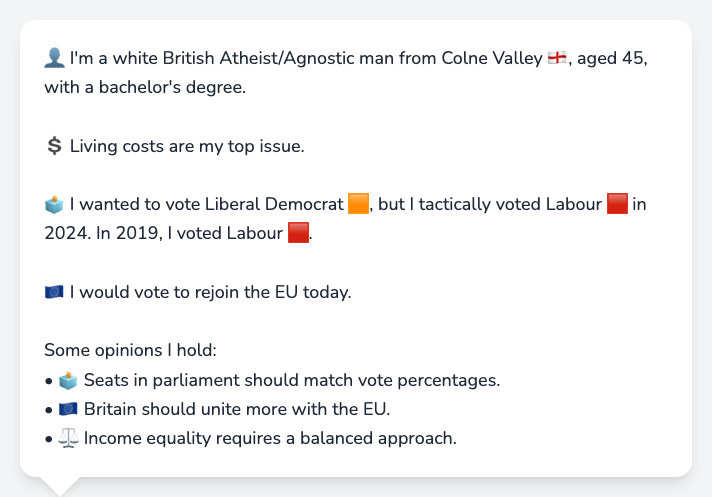 👤 I'm a white British Atheist/Agnostic man from Colne Valley 🏴󠁧󠁢󠁥󠁮󠁧󠁿, aged 45,
with a bachelor's degree.
💲 Living costs are my top issue.
🗳️ I wanted to vote Liberal Democrat 🟧, but I tactically voted Labour 🟥 in
2024. In 2019, I voted Labour 🟥.
🇪🇺 I would vote to rejoin the EU today.
Some opinions I hold:
• 🗳️ Seats in parliament should match vote percentages.
• 🇪🇺 Britain should unite more with the EU.
• ⚖️ Income equality requires a balanced approach.